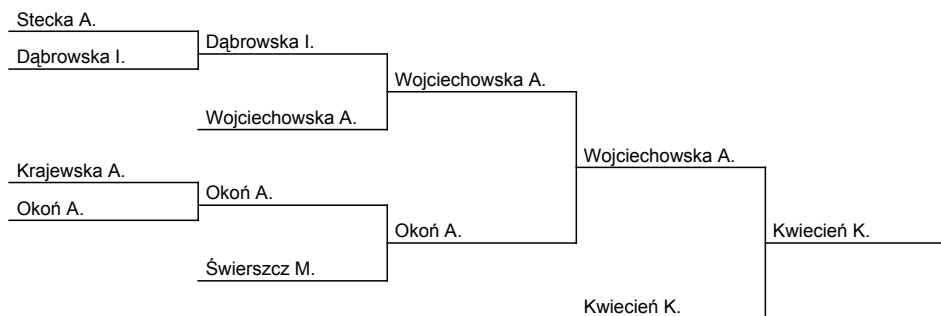 Stecka A.
Dąbrowska I.
Dąbrowska I.
Wojciechowska A.
Wojciechowska A.
Wojciechowska A.
Krajewska A.
Okoń A.
Okoń A.
Kwiecień K.
Okoń A.
Świerszcz M.
Kwiecień K.